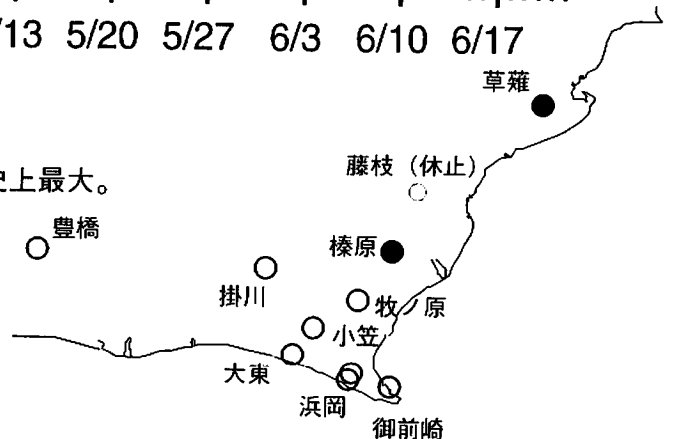 /13 5/20 5/27 6/3 6/10 6/17
草薙
藤枝（休止）
上最大。
豊橋
榛原
掛川
牧ノ原
小笠
大東
浜岡
御前崎